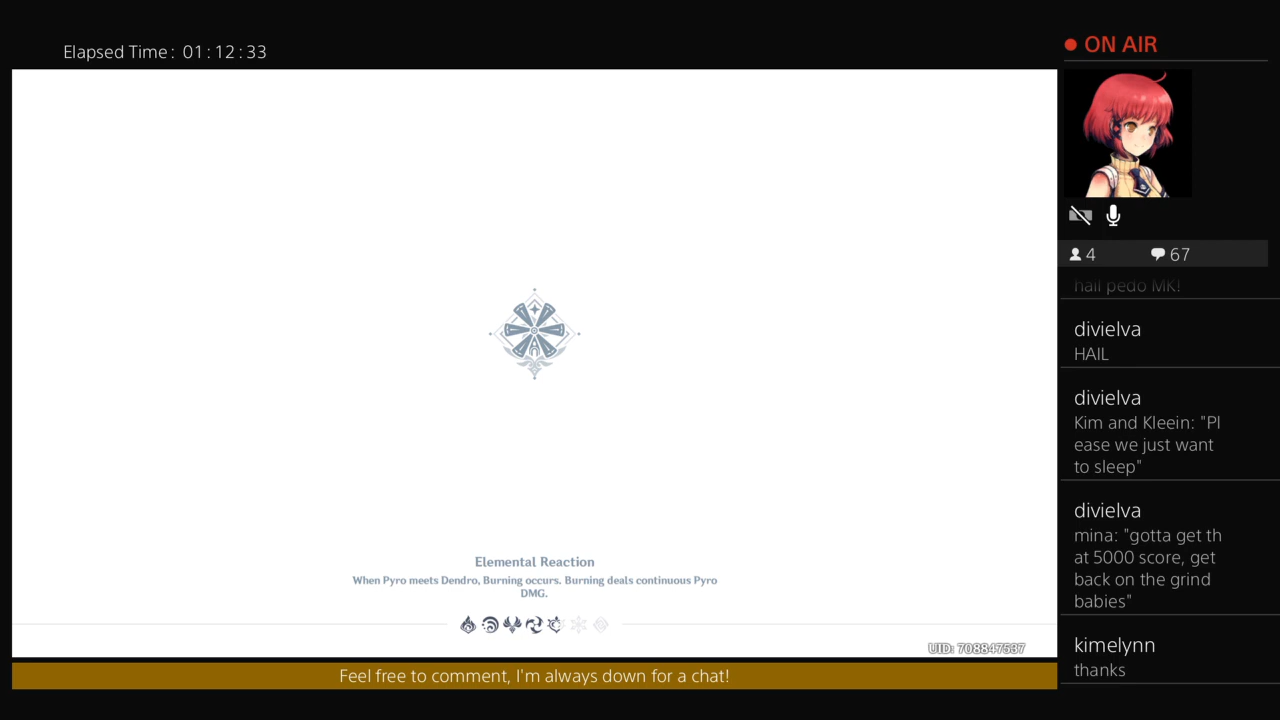 Elapsed Time: 01:12:33
ON AIR
4
67
hail pedo MK!
divielva
HAIL
divielva
Kim and Kleein: "Pl
ease we just want
to sleep"
divielva
mina: "gotta get th
at 5000 score, get
back on the grind
babies"
kimelynn
thanks
Elemental Reaction
When Pyro meets Dendro, Burning occurs. Burning deals continuous Pyro
DMG.
UID: 708847537
Feel free to comment, I'm always down for a chat!